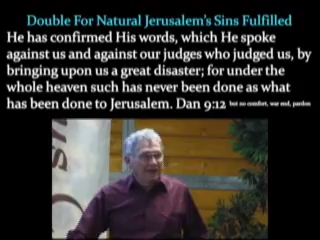 Double For Natural Jerusalem's Sins Fulfilled
He has confirmed His words, which He spoke
against us and against our judges who judged us, by
bringing upon us a great disaster; for under the
whole heaven such has never been done as what
has been done to Jerusalem. Dan 9:12 but no comfort, war end, pardon